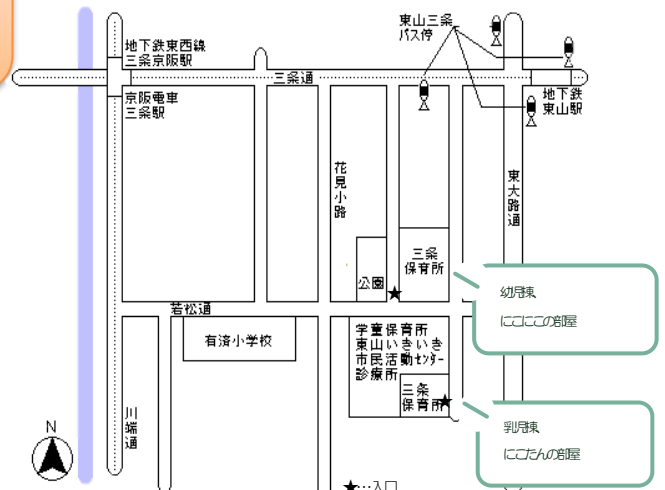 東山三条
バス停
地下鉄東西線
三条京阪駅
三条通
京阪電車
三条駅
地下鉄
東山駅
花見小路
東大路通
三条
保育所
公園
幼児棟
にこにこの部屋
若松通
有済小学校
学童保育所
東山いきいき
市民活動センター
診療所
三条
保育所
乳児棟
にこたんの部屋
川端通
N
★…入口